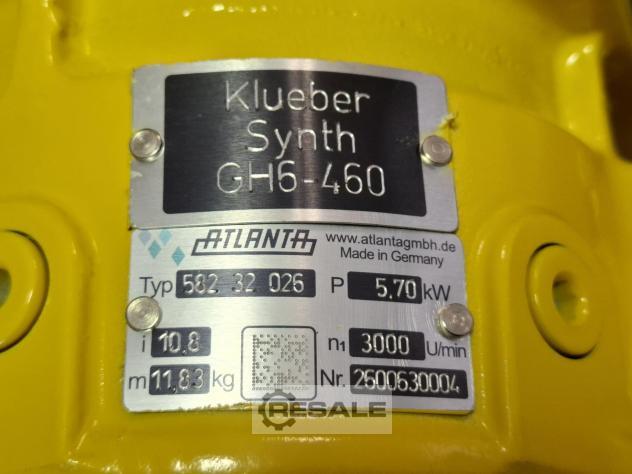 Klueber
Synth
GH6-460
ATLANTA www.atlantagmbh.de
Made in Germany
Typ 582 32 026 P 5.70 kW
i 10.8 n1 3000 U/min
m 11,83 kg Nr. 2600630004
RESALE